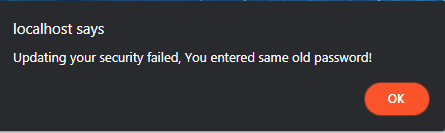 localhost says
Updating your security failed, You entered same old password!
OK